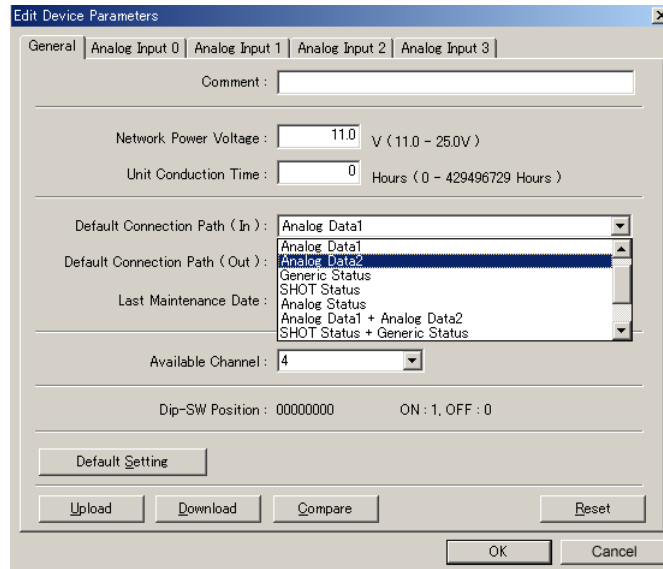 Edit Device Parameters
General Analog Input 0 Analog Input 1 Analog Input 2 Analog Input 3
Comment :
Network Power Voltage : 11.0 V ( 11.0 - 25.0V )
Unit Conduction Time : 0 Hours ( 0 - 429496729 Hours )
Default Connection Path ( In ) : Analog Data1
Analog Data1
Default Connection Path ( Out ) : Analog Data2
Generic Status
SHOT Status
Last Maintenance Date : Analog Status
Analog Data1 + Analog Data2
SHOT Status + Generic Status
Available Channel : 4
Dip-SW Position : 00000000 ON : 1, OFF : 0
Default Setting
Upload Download Compare Reset
OK Cancel